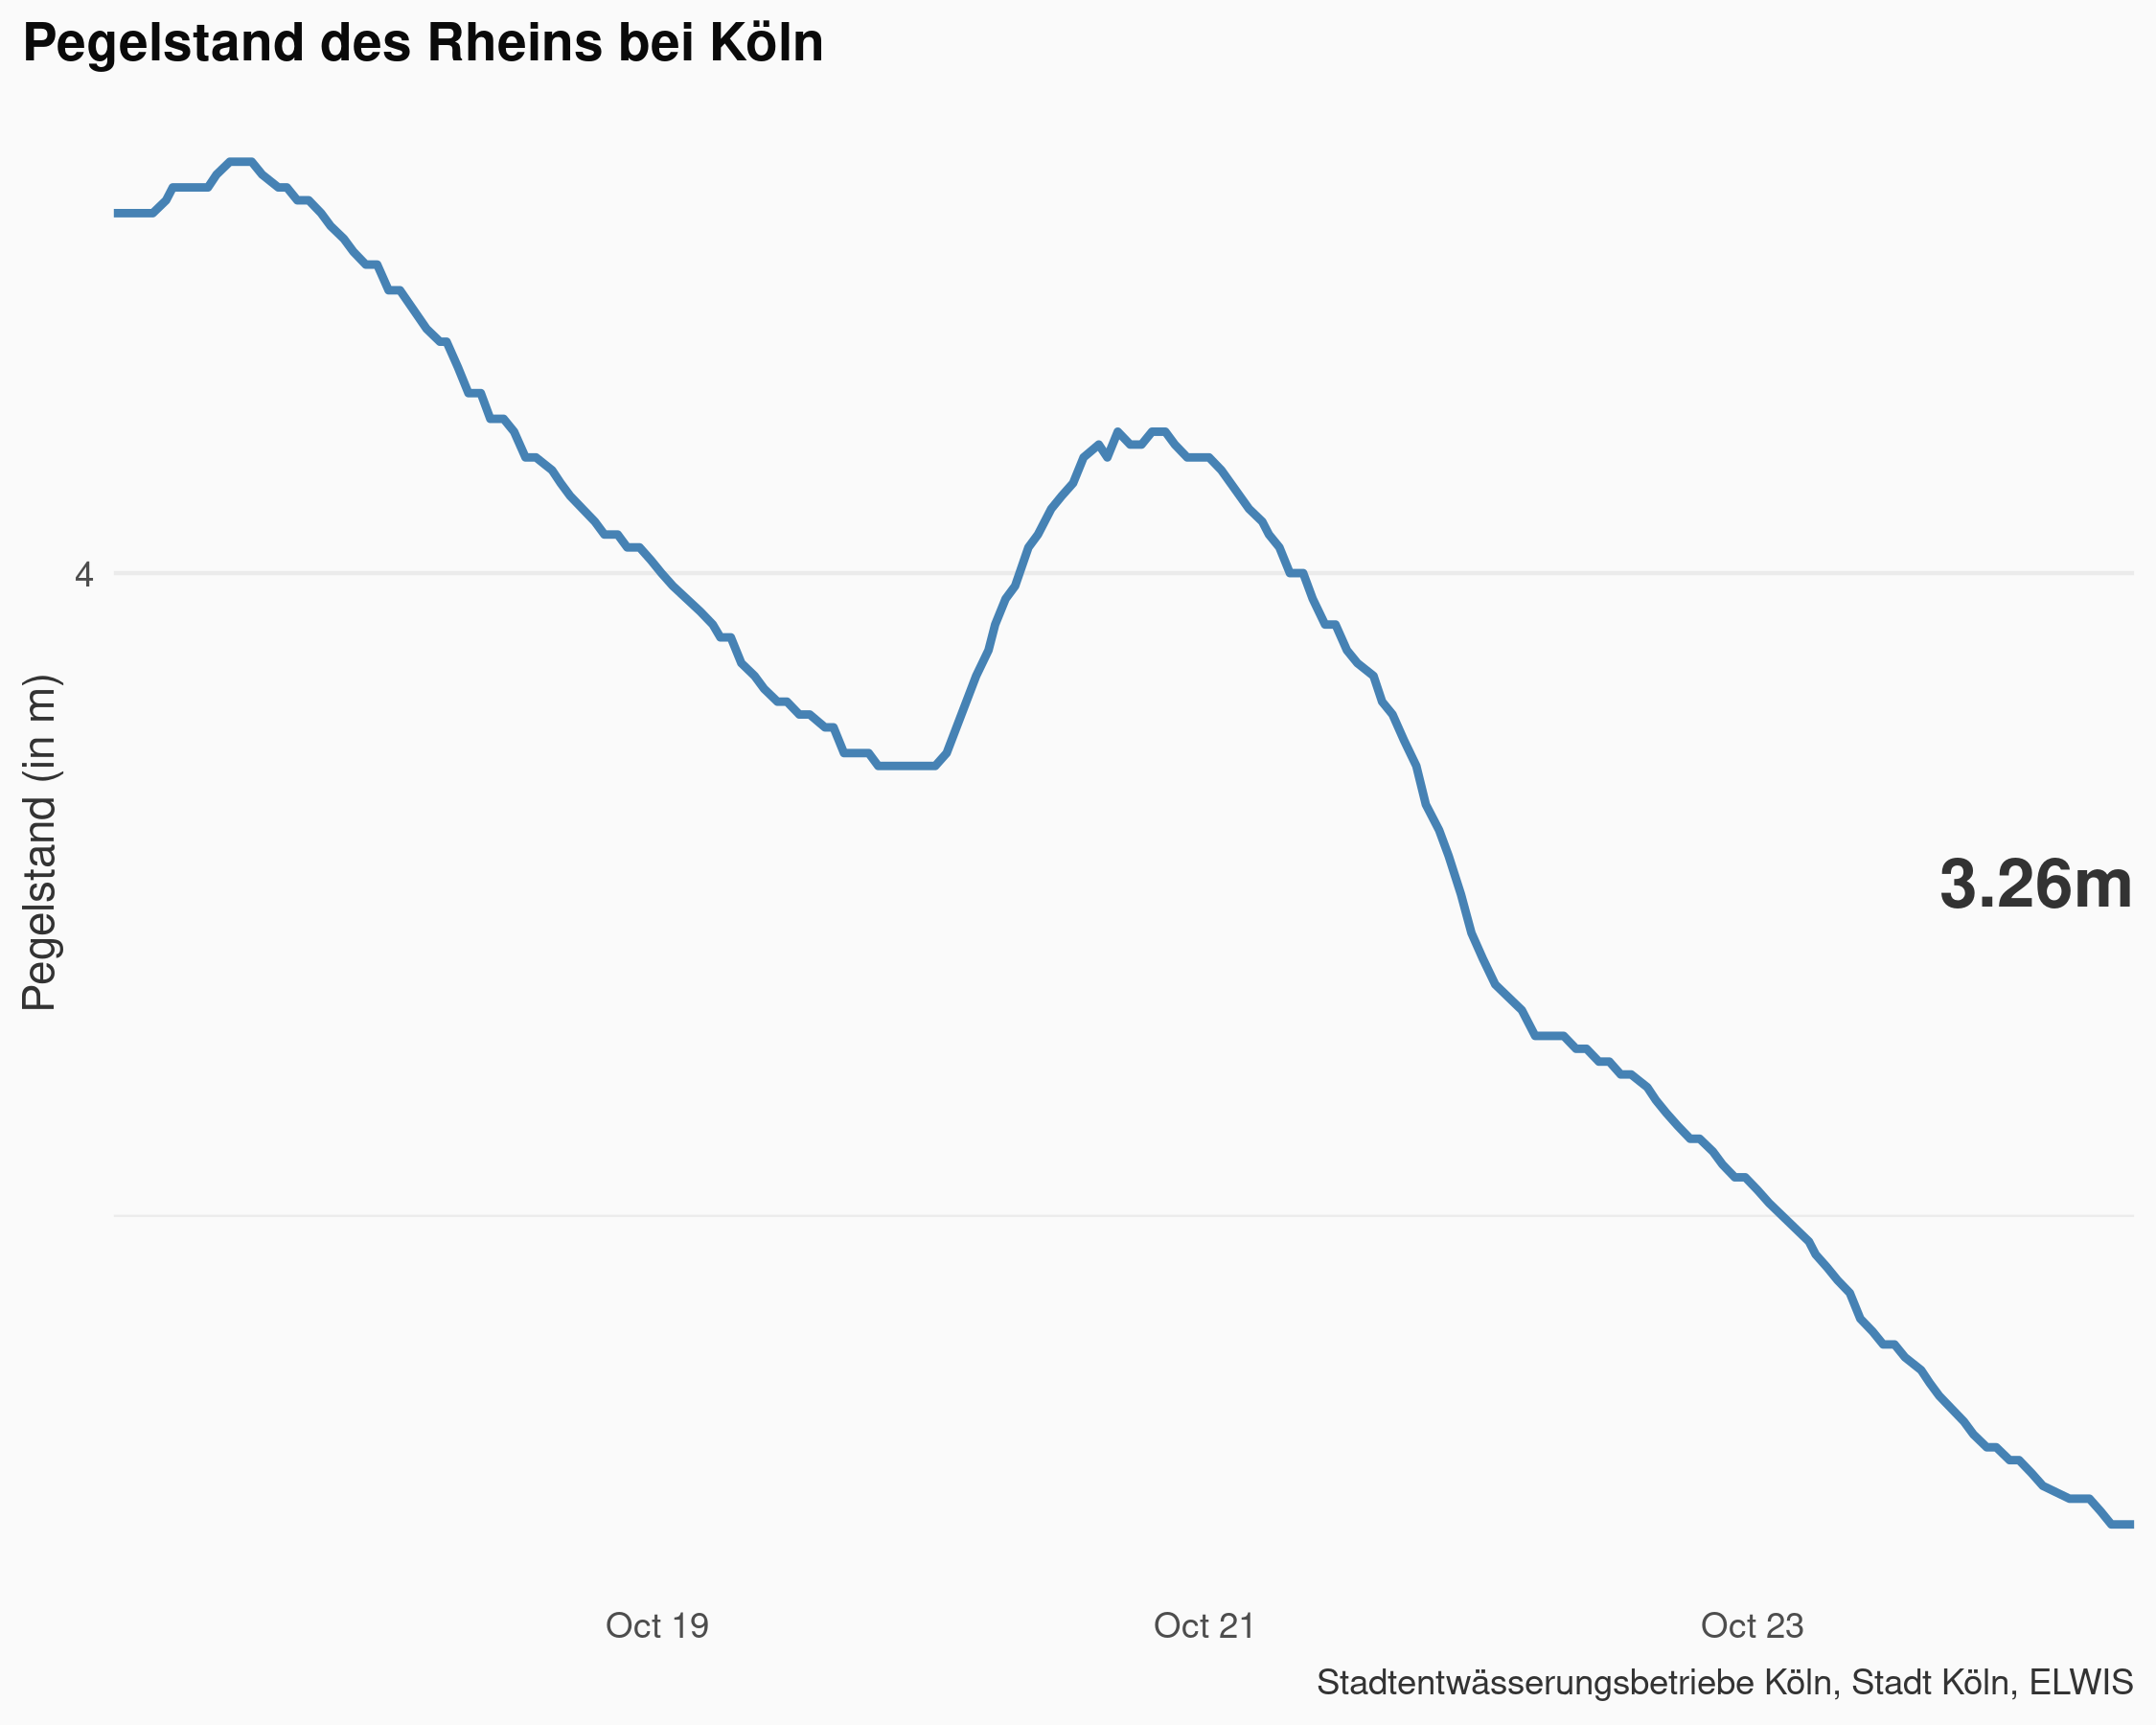 Pegelstand des Rheins bei Köln
Pegelstand (in m)
4
3.26m
Oct 19
Oct 21
Oct 23
Stadtentwässerungsbetriebe Köln, Stadt Köln, ELWIS